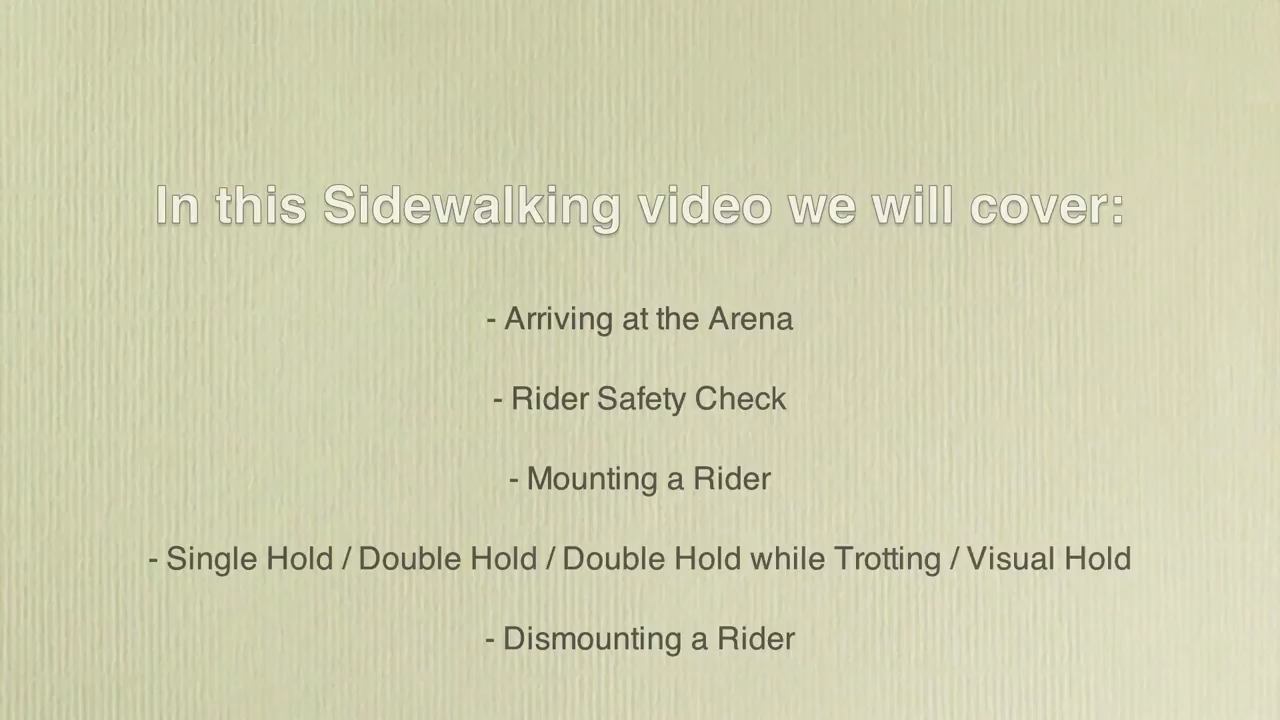 In this Sidewalking video we will cover:
- Arriving at the Arena
- Rider Safety Check
- Mounting a Rider
- Single Hold / Double Hold / Double Hold while Trotting / Visual Hold
- Dismounting a Rider